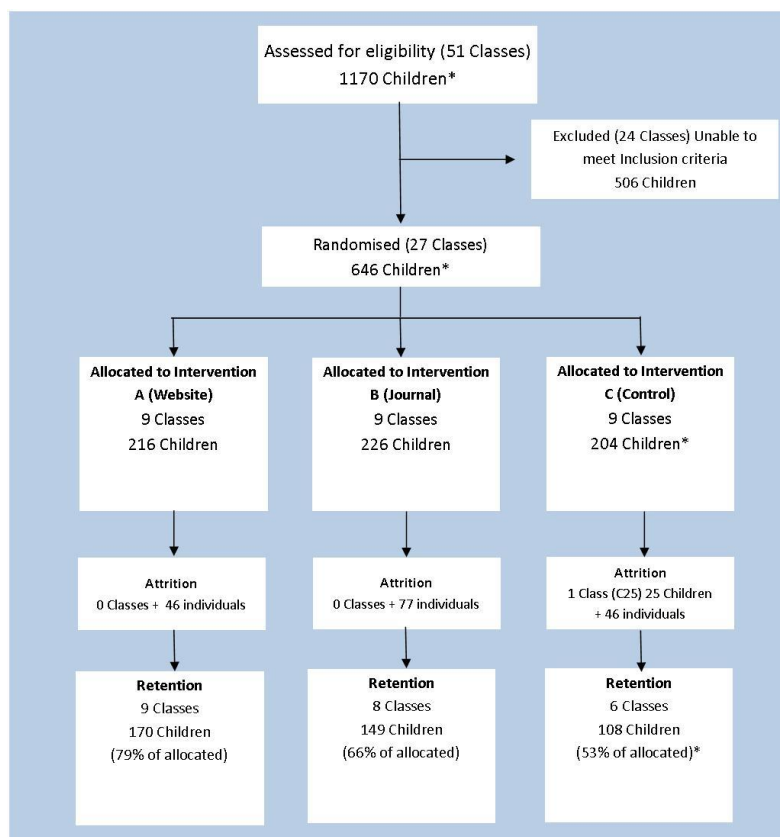 Assessed for eligibility (51 Classes)
1170 Children*
Excluded (24 Classes) Unable to
meet Inclusion criteria
506 Children
Randomised (27 Classes)
646 Children*
Allocated to Intervention
A (Website)
9 Classes
216 Children
Allocated to Intervention
B (Journal)
9 Classes
226 Children
Allocated to Intervention
C (Control)
9 Classes
204 Children*
Attrition
0 Classes + 46 individuals
Attrition
0 Classes + 77 individuals
Attrition
1 Class (C25) 25 Children
+ 46 individuals
Retention
9 Classes
170 Children
(79% of allocated)
Retention
8 Classes
149 Children
(66% of allocated)
Retention
6 Classes
108 Children
(53% of allocated)*